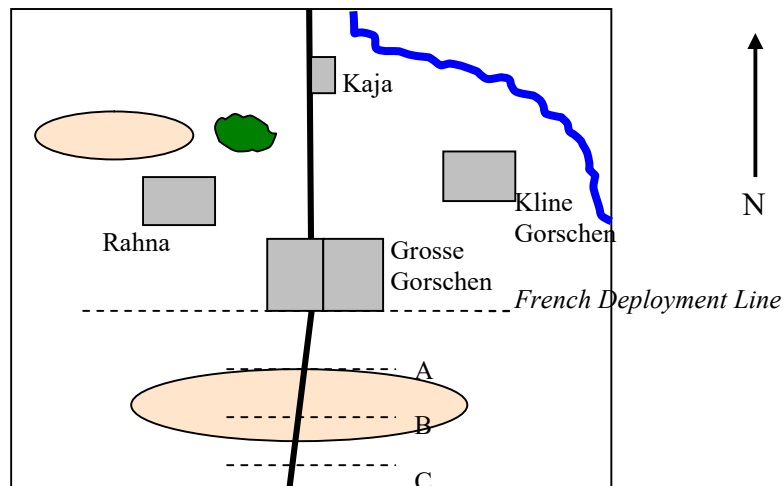 Kaja
Kline
Gorschen
N
Rahna
Grosse
Gorschen
French Deployment Line
A
B
C